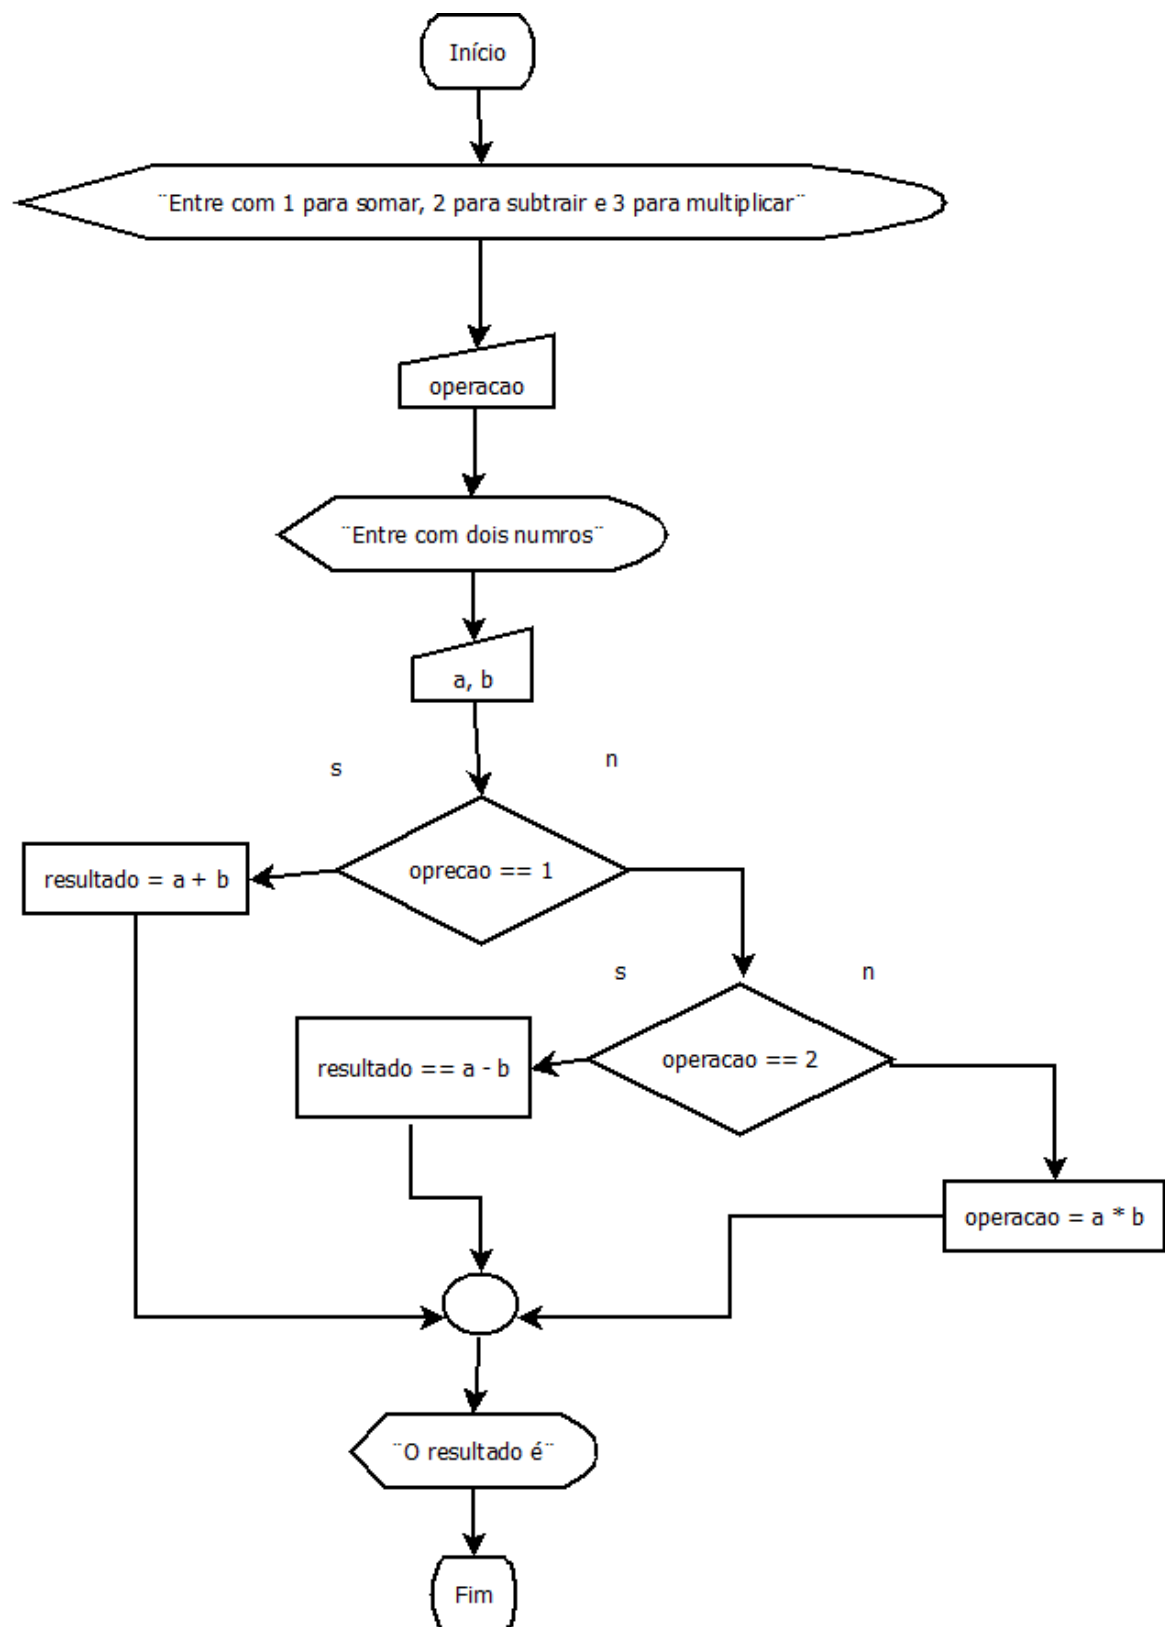 Início
¨Entre com 1 para somar, 2 para subtrair e 3 para multiplicar¨
operacao
¨Entre com dois numros¨
a, b
s
n
oprecao == 1
resultado = a + b
s
n
operacao == 2
resultado == a - b
operacao = a * b
¨O resultado é¨
Fim